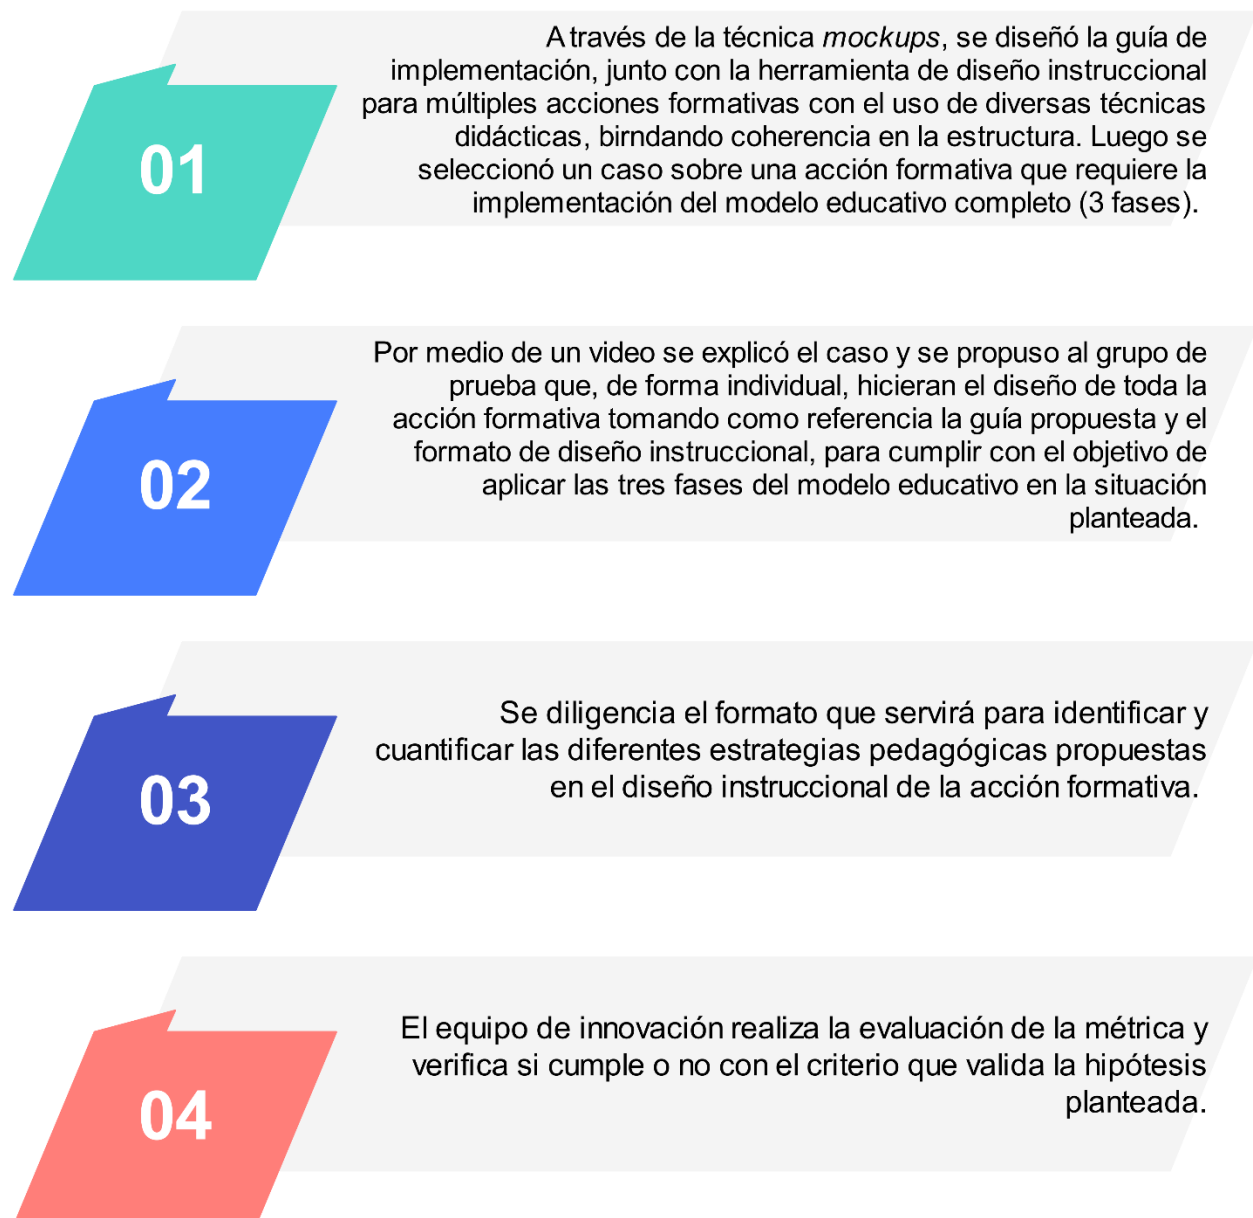 01
A través de la técnica mockups, se diseñó la guía de
implementación, junto con la herramienta de diseño instruccional
para múltiples acciones formativas con el uso de diversas técnicas
didácticas, birndando coherencia en la estructura. Luego se
seleccionó un caso sobre una acción formativa que requiere la
implementación del modelo educativo completo (3 fases).
02
Por medio de un video se explicó el caso y se propuso al grupo de
prueba que, de forma individual, hicieran el diseño de toda la
acción formativa tomando como referencia la guía propuesta y el
formato de diseño instruccional, para cumplir con el objetivo de
aplicar las tres fases del modelo educativo en la situación
planteada.
03
Se diligencia el formato que servirá para identificar y
cuantificar las diferentes estrategias pedagógicas propuestas
en el diseño instruccional de la acción formativa.
04
El equipo de innovación realiza la evaluación de la métrica y
verifica si cumple o no con el criterio que valida la hipótesis
planteada.